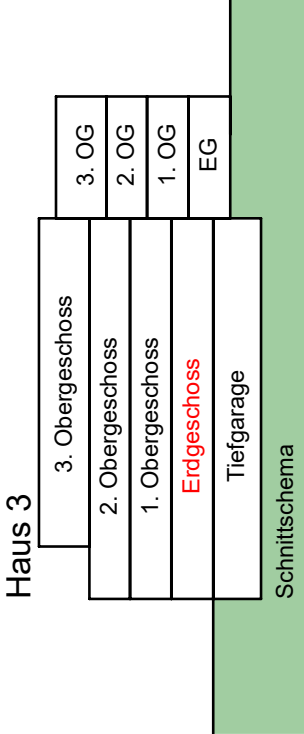 Haus 3
3. Obergeschoss
2. Obergeschoss
1. Obergeschoss
Erdgeschoss
Tiefgarage
3. OG
2. OG
1. OG
EG
Schnittschema